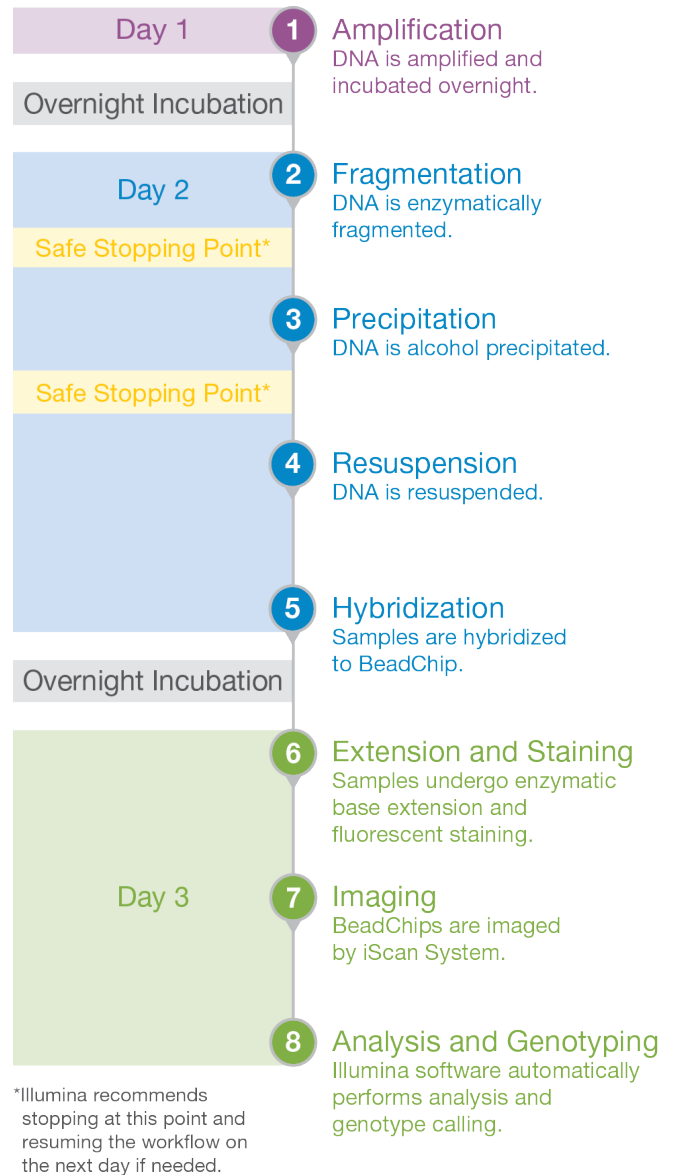 Day 1
1
Amplification
DNA is amplified and
incubated overnight.
Overnight Incubation
Day 2
2
Fragmentation
DNA is enzymatically
fragmented.
Safe Stopping Point*
3
Precipitation
DNA is alcohol precipitated.
Safe Stopping Point*
4
Resuspension
DNA is resuspended.
5
Hybridization
Samples are hybridized
to BeadChip.
Overnight Incubation
6
Extension and Staining
Samples undergo enzymatic
base extension and
fluorescent staining.
Day 3
7
Imaging
BeadChips are imaged
by iScan System.
8
Analysis and Genotyping
Illumina software automatically
performs analysis and
genotype calling.
*Illumina recommends
stopping at this point and
resuming the workflow on
the next day if needed.